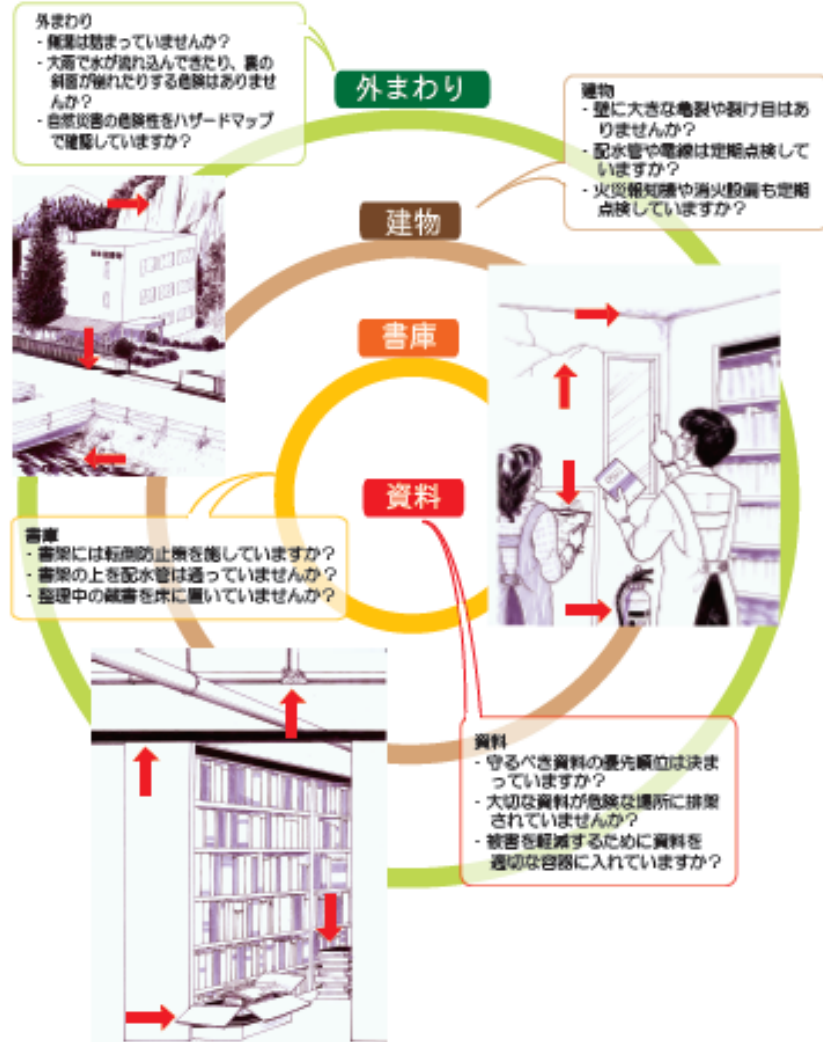 外まわり
- 側溝は詰まっていませんか？
- 大雨で水が流れ込んできたり、裏の
斜面が崩れたりする危険はありませ
んか？
- 自然災害の危険性をハザードマップ
で確認していますか？
外まわり
建物
- 壁に大きな亀裂や裂け目はあ
りませんか？
- 配水管や電線は定期点検して
いますか？
- 火災報知機や消火設備も定期
点検していますか？
建物
書庫
資料
書庫
- 書架には転倒防止策を施していますか？
- 書架の上を配水管は通っていませんか？
- 整理中の蔵書を床に置いていませんか？
資料
- 守るべき資料の優先順位は決ま
っていますか？
- 大切な資料が危険な場所に排架
されていませんか？
- 被害を軽減するために資料を
適切な容器に入れていますか？